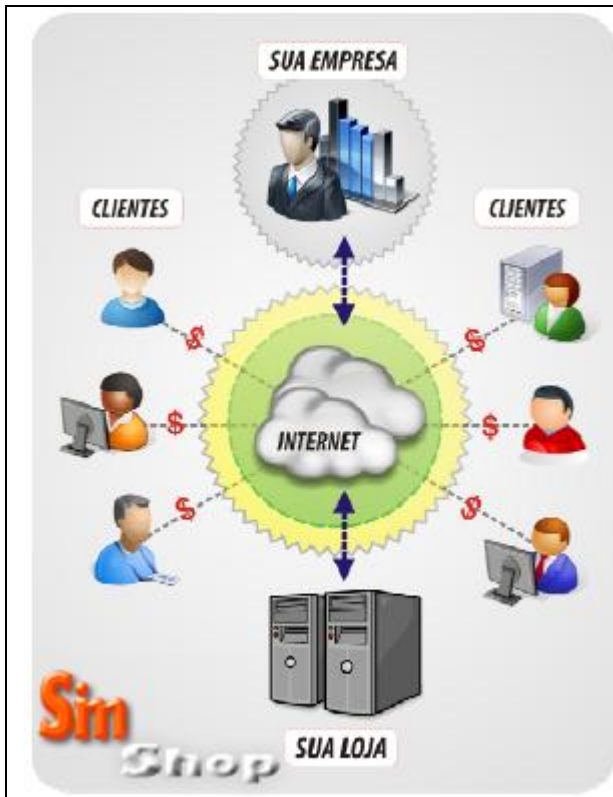 SUA EMPRESA
CLIENTES
CLIENTES
$
$
$
$
$
$
INTERNET
Sim
Shop
SUA LOJA